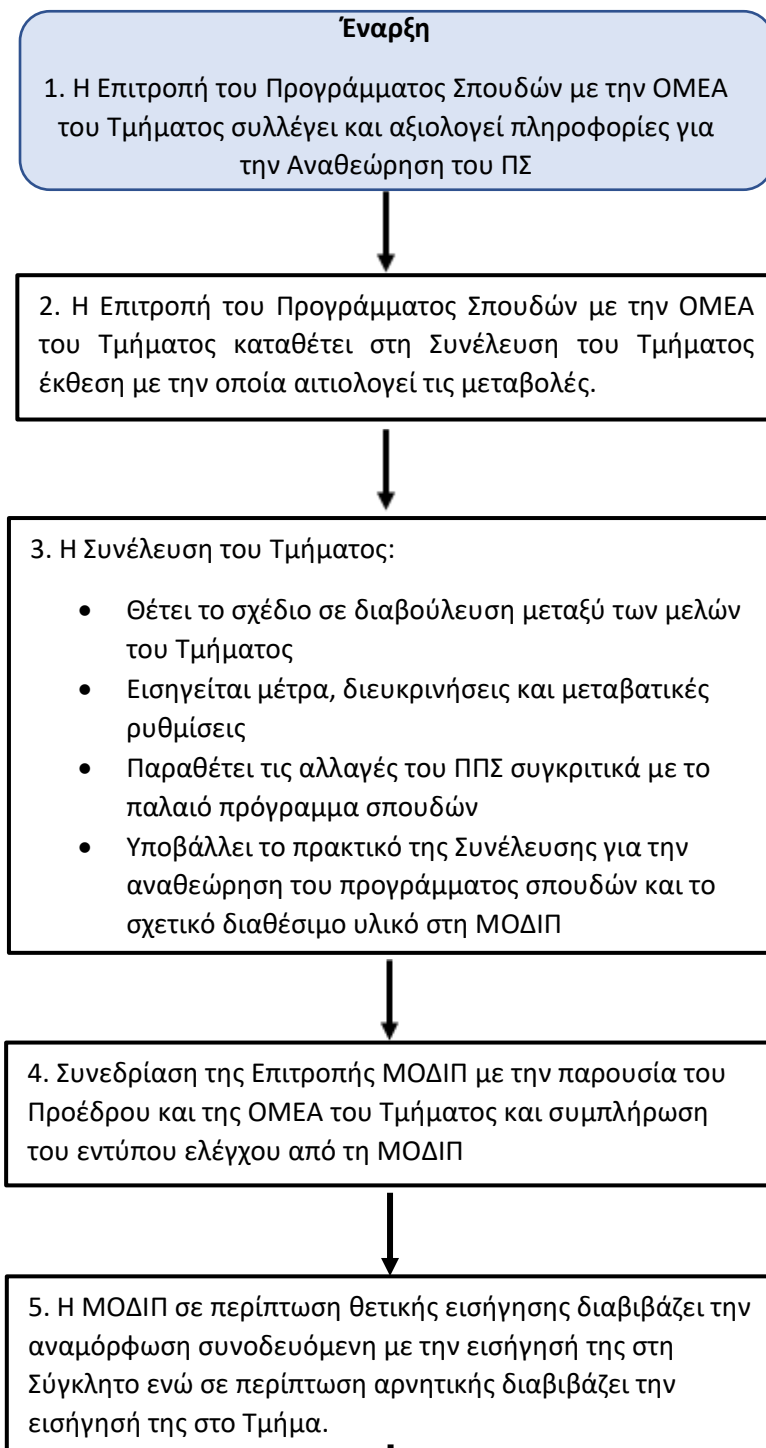 Έναρξη
1. Η Επιτροπή του Προγράμματος Σπουδών με την ΟΜΕΑ
του Τμήματος συλλέγει και αξιολογεί πληροφορίες για
την Αναθεώρηση του ΠΣ
2. Η Επιτροπή του Προγράμματος Σπουδών με την ΟΜΕΑ
του Τμήματος καταθέτει στη Συνέλευση του Τμήματος
έκθεση με την οποία αιτιολογεί τις μεταβολές.
3. Η Συνέλευση του Τμήματος:
• Θέτει το σχέδιο σε διαβούλευση μεταξύ των μελών
του Τμήματος
• Εισηγείται μέτρα, διευκρινήσεις και μεταβατικές
ρυθμίσεις
• Παραθέτει τις αλλαγές του ΠΠΣ συγκριτικά με το
παλαιό πρόγραμμα σπουδών
• Υποβάλλει το πρακτικό της Συνέλευσης για την
αναθεώρηση του προγράμματος σπουδών και το
σχετικό διαθέσιμο υλικό στη ΜΟΔΙΠ
4. Συνεδρίαση της Επιτροπής ΜΟΔΙΠ με την παρουσία του
Προέδρου και της ΟΜΕΑ του Τμήματος και συμπλήρωση
του εντύπου ελέγχου από τη ΜΟΔΙΠ
5. Η ΜΟΔΙΠ σε περίπτωση θετικής εισήγησης διαβιβάζει την
αναμόρφωση συνοδευόμενη με την εισήγησή της στη
Σύγκλητο ενώ σε περίπτωση αρνητικής διαβιβάζει την
εισήγησή της στο Τμήμα.